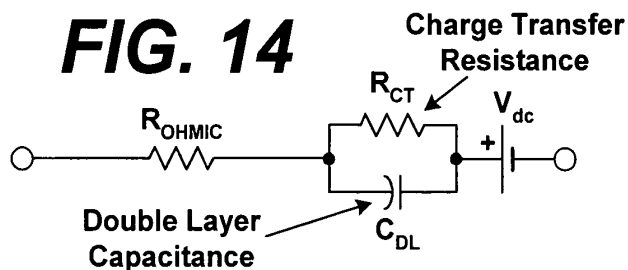 FIG. 14
Charge Transfer
Resistance
R_CT
V_dc
R_OHMIC
+
Double Layer
Capacitance
C_DL